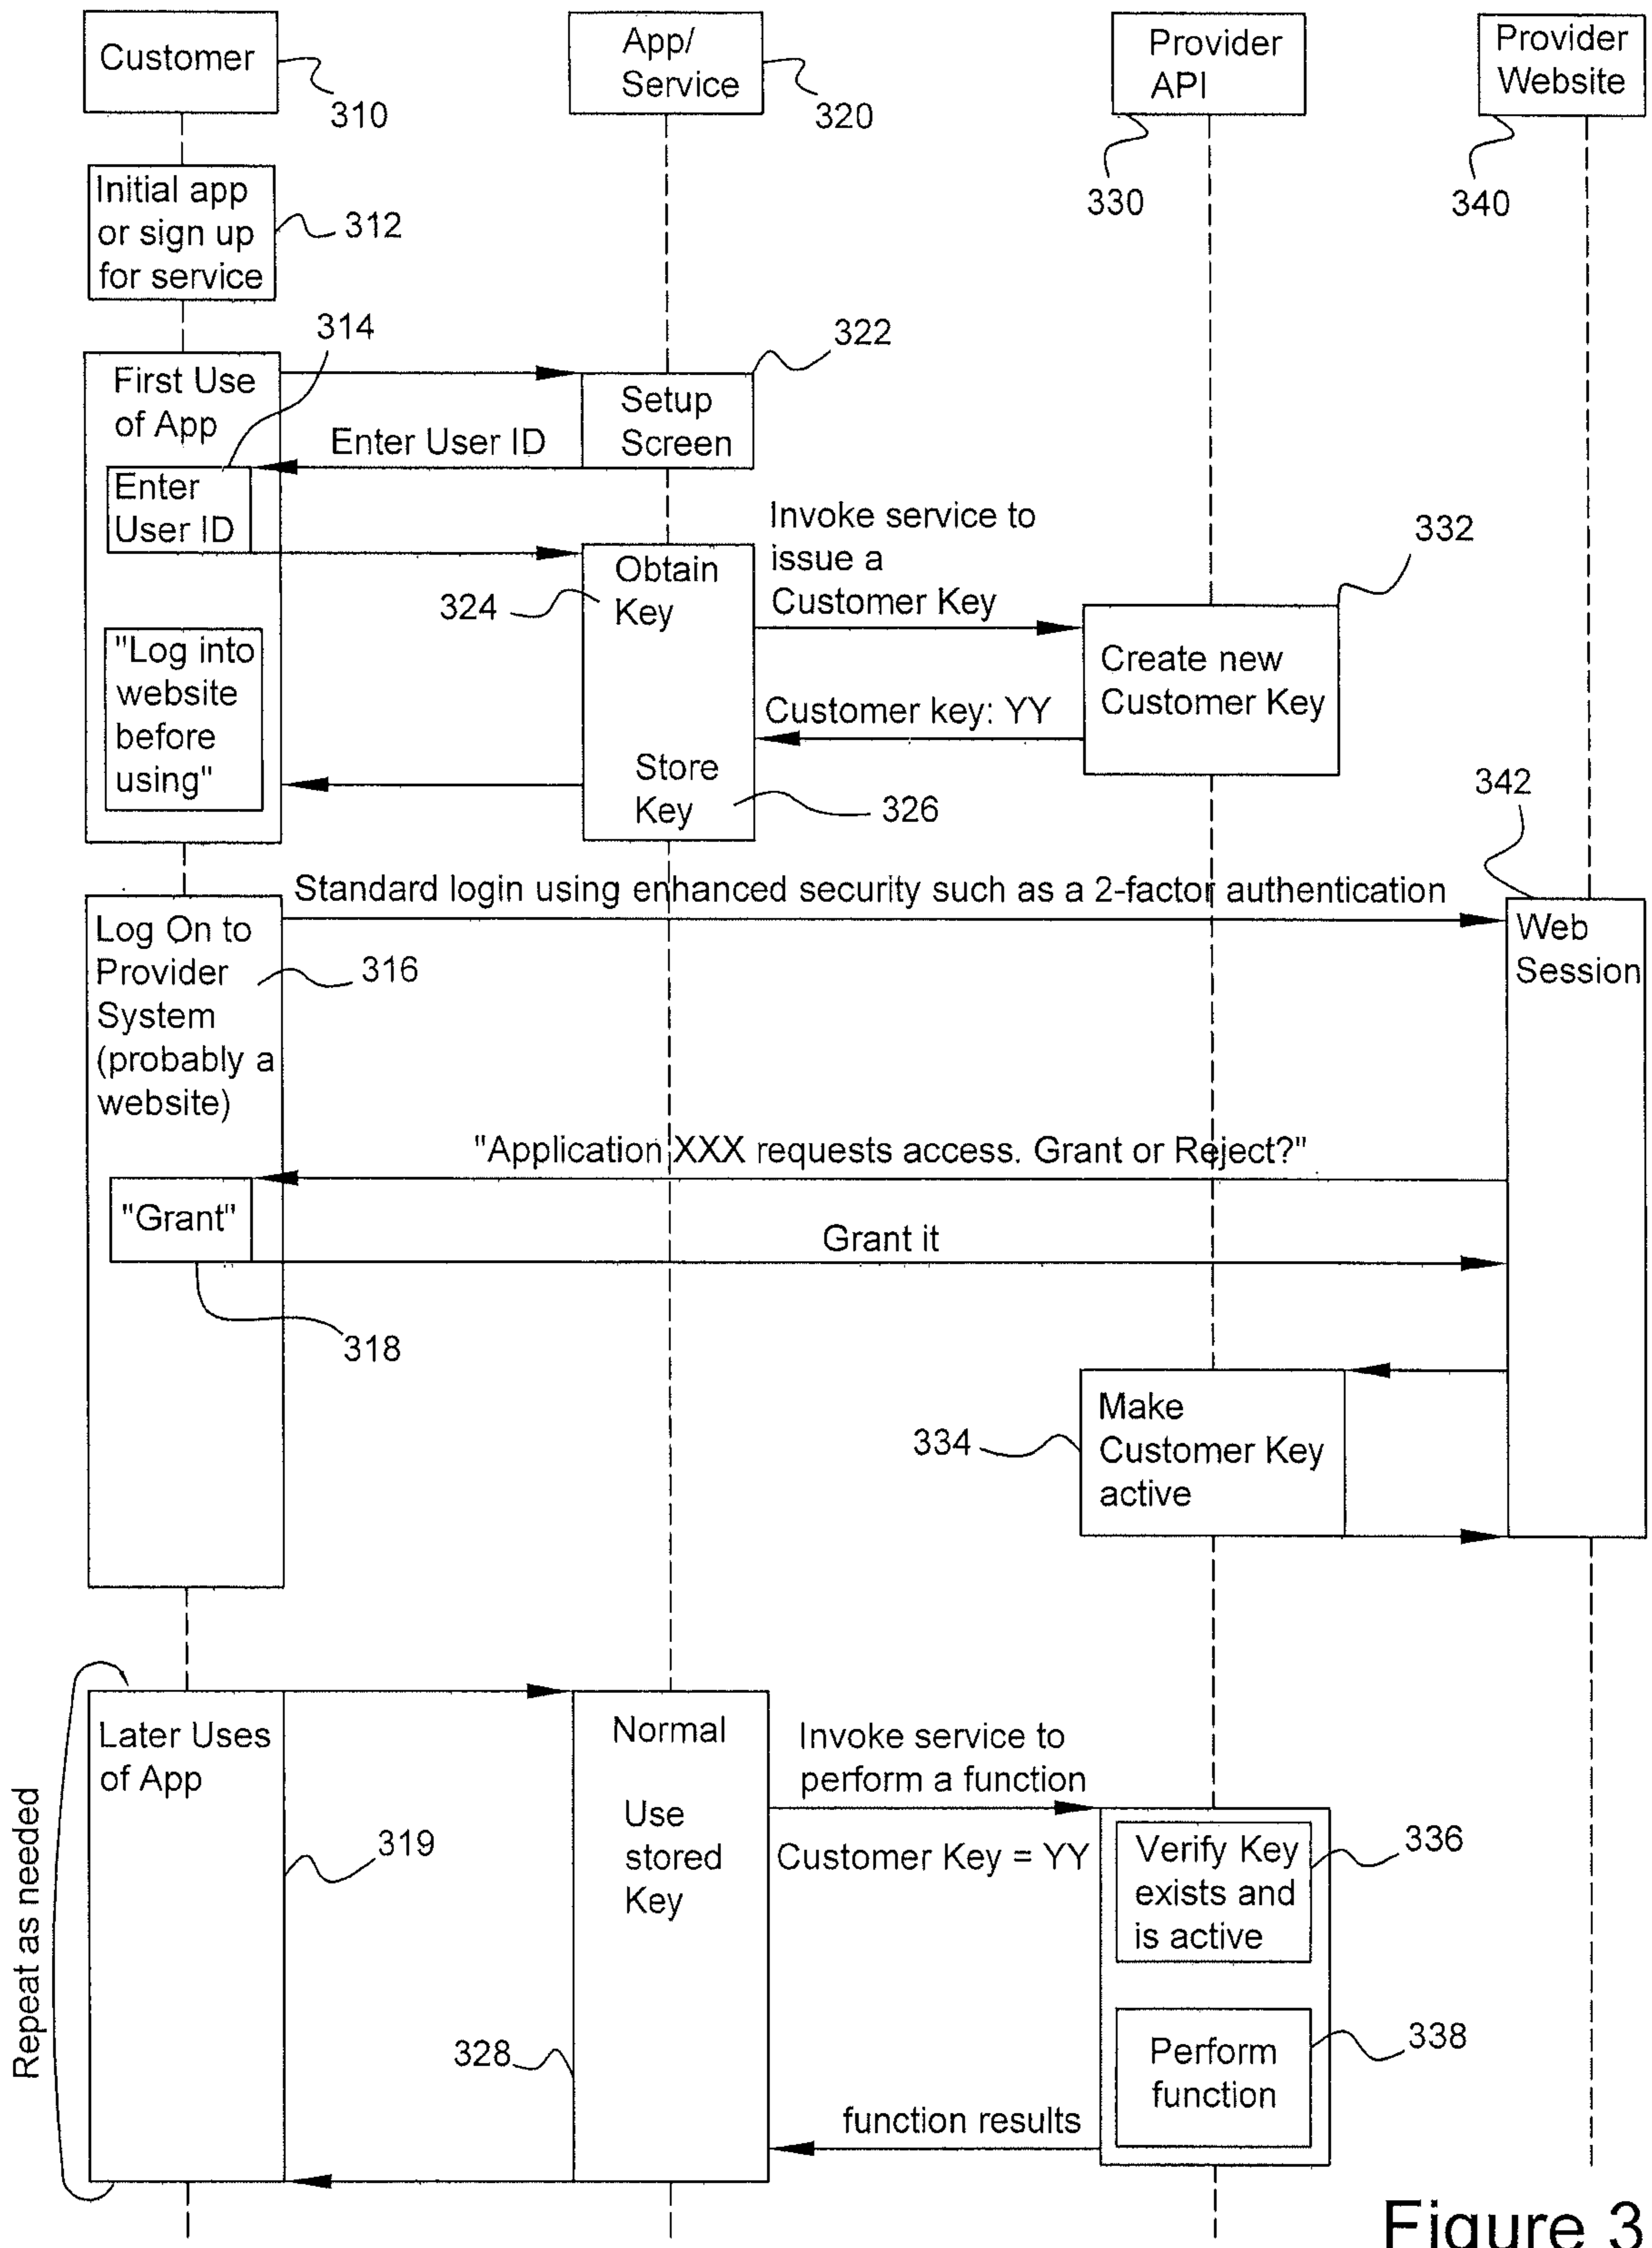 Customer
310
App/
Service
320
Provider
API
330
Provider
Website
340
Initial app
or sign up
for service
312
314
First Use
of App
322
Setup
Screen
Enter User ID
Enter
User ID
Invoke service to
issue a
Customer Key
332
Obtain
Key
324
"Log into
website
before
using"
Create new
Customer Key
Customer key: YY
Store
Key
326
342
Standard login using enhanced security such as a 2-factor authentication
Log On to
Provider
System
(probably a
website)
316
Web
Session
"Application XXX requests access. Grant or Reject?"
"Grant"
Grant it
318
Make
Customer Key
active
334
Repeat as needed
Later Uses
of App
319
Normal
Use
stored
Key
328
Invoke service to
perform a function
Customer Key = YY
Verify Key
exists and
is active
336
Perform
function
338
function results
Figure 3